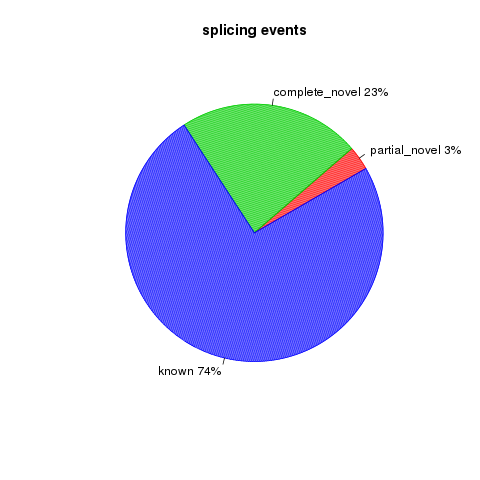 splicing events
complete_novel 23%
partial_novel 3%
known 74%